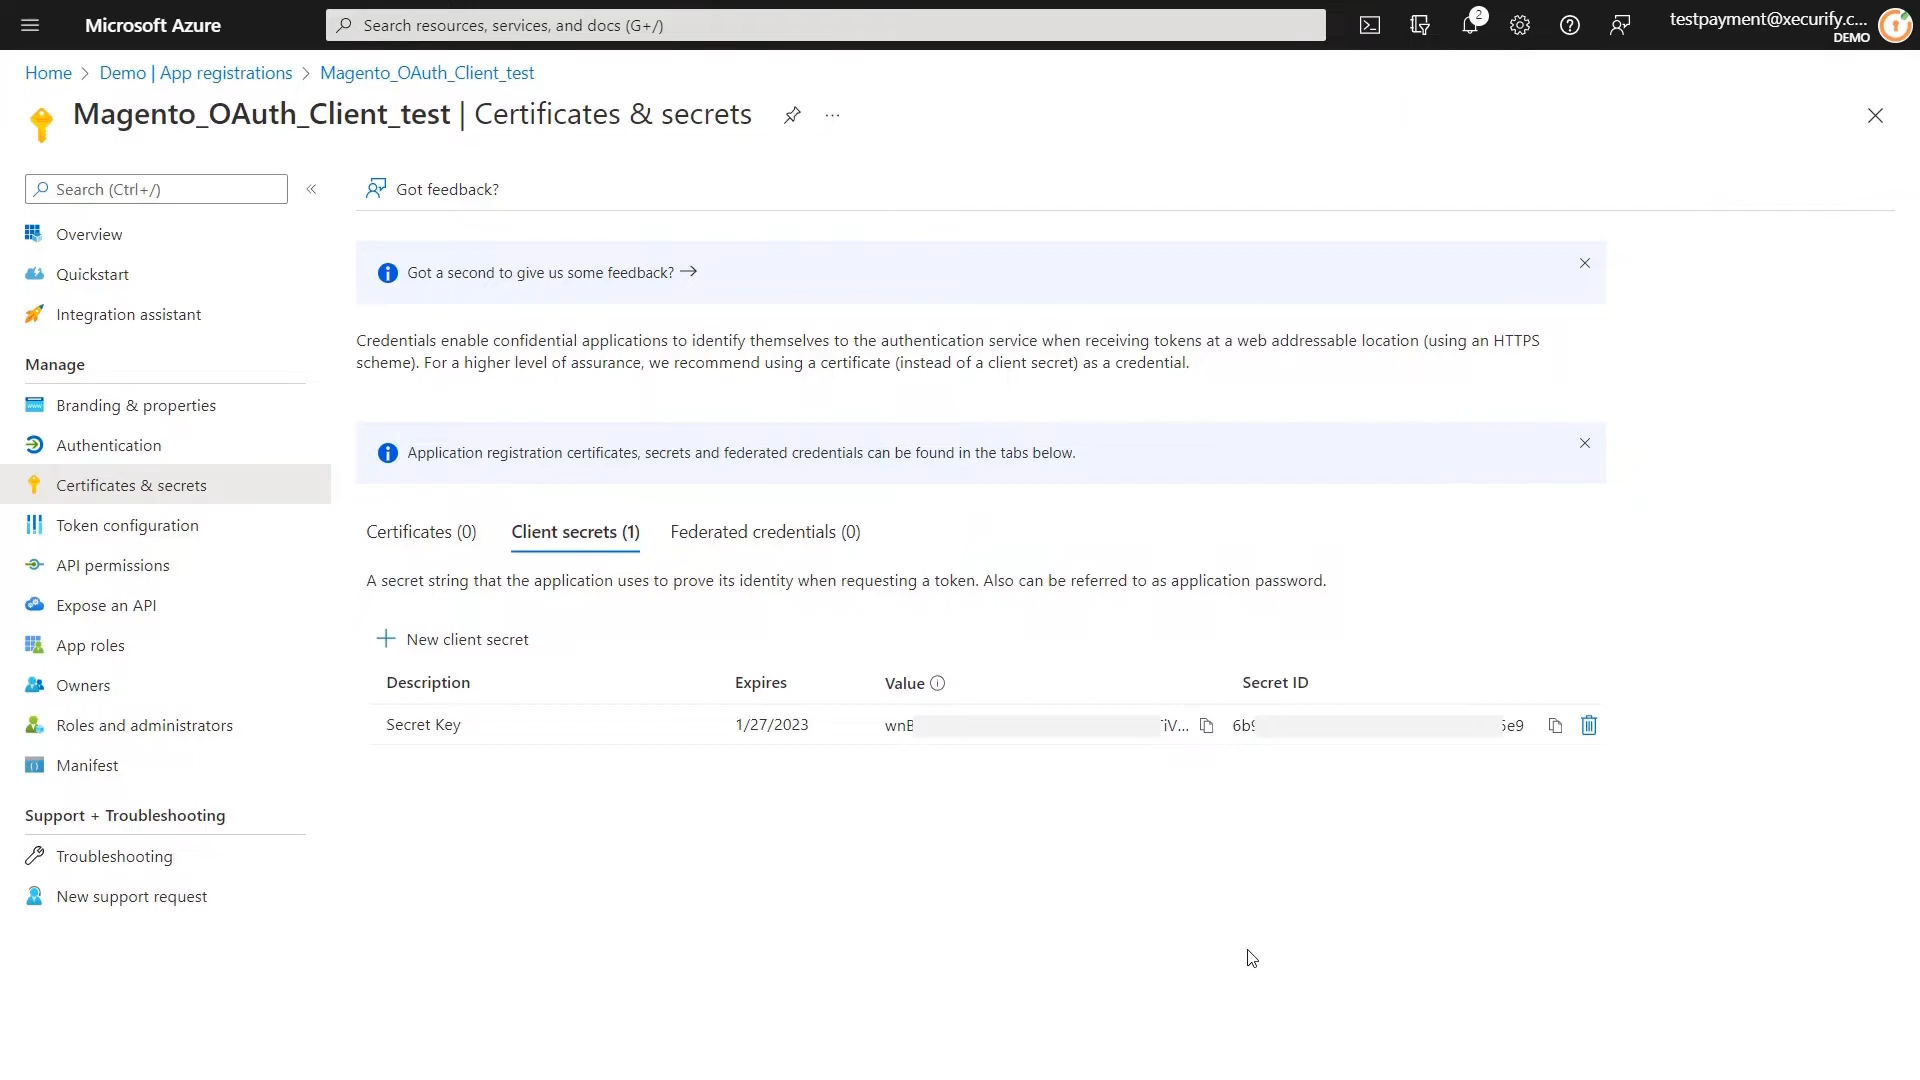 Microsoft Azure
Search resources, services, and docs (G+/)
2
testpayment@xecurify.c...
DEMO
Home > Demo | App registrations > Magento_OAuth_Client_test
Magento_OAuth_Client_test | Certificates & secrets
...
Search (Ctrl+/)
«
Got feedback?
Overview
Quickstart
Integration assistant
Manage
Branding & properties
Authentication
Certificates & secrets
Token configuration
API permissions
Expose an API
App roles
Owners
Roles and administrators
Manifest
Support + Troubleshooting
Troubleshooting
New support request
Got a second to give us some feedback? →
Credentials enable confidential applications to identify themselves to the authentication service when receiving tokens at a web addressable location (using an HTTPS
scheme). For a higher level of assurance, we recommend using a certificate (instead of a client secret) as a credential.
Application registration certificates, secrets and federated credentials can be found in the tabs below.
Certificates (0) Client secrets (1) Federated credentials (0)
A secret string that the application uses to prove its identity when requesting a token. Also can be referred to as application password.
+ New client secret
Description Expires Value Secret ID
Secret Key 1/27/2023 wnB iV... 6b9 5e9